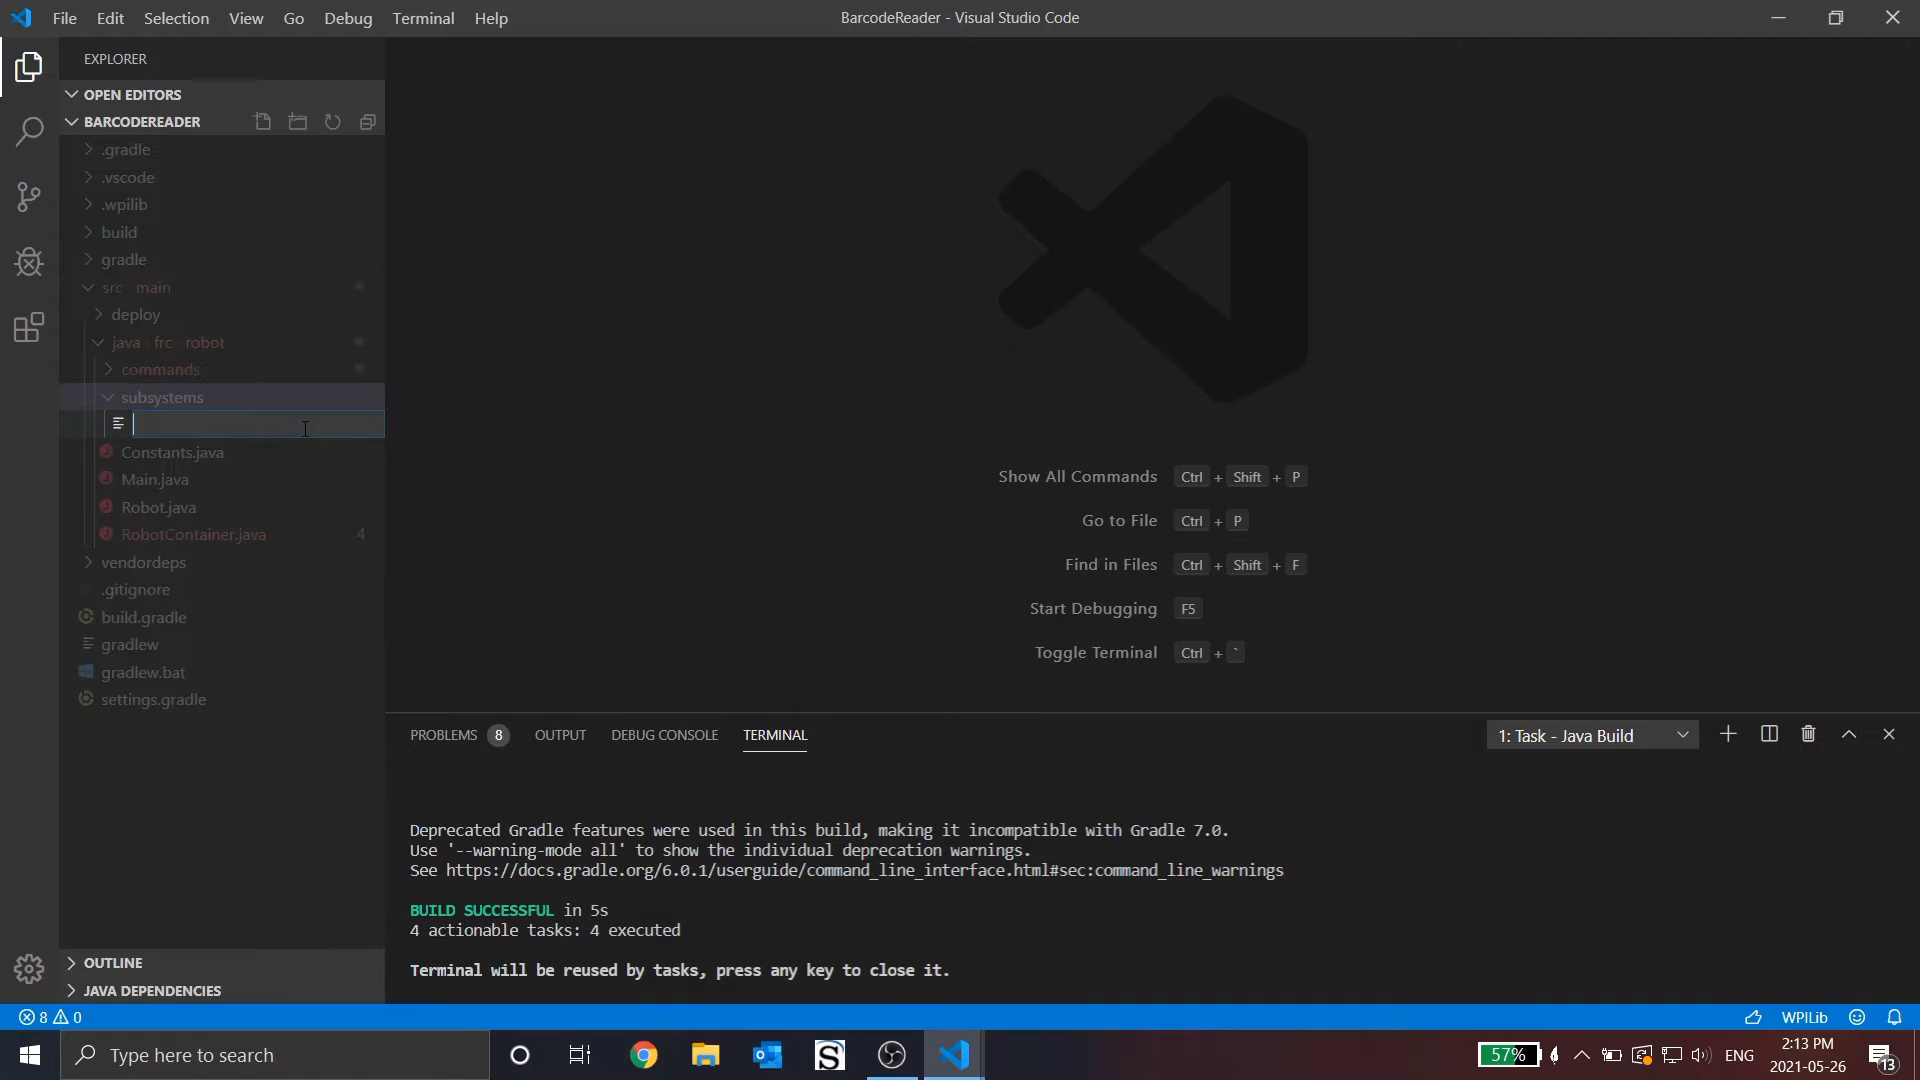 File Edit Selection View Go Debug Terminal Help
BarcodeReader - Visual Studio Code
EXPLORER
OPEN EDITORS
BARCODEREADER
.gradle
.vscode
.wpilib
build
gradle
src main
deploy
java frc robot
commands
subsystems
Constants.java
Main.java
Robot.java
RobotContainer.java 4
vendordeps
.gitignore
build.gradle
gradlew
gradlew.bat
settings.gradle
OUTLINE
JAVA DEPENDENCIES
Show All Commands Ctrl + Shift + P
Go to File Ctrl + P
Find in Files Ctrl + Shift + F
Start Debugging F5
Toggle Terminal Ctrl + `
PROBLEMS 8 OUTPUT DEBUG CONSOLE TERMINAL
1: Task - Java Build
Deprecated Gradle features were used in this build, making it incompatible with Gradle 7.0.
Use '--warning-mode all' to show the individual deprecation warnings.
See https://docs.gradle.org/6.0.1/userguide/command_line_interface.html#sec:command_line_warnings
BUILD SUCCESSFUL in 5s
4 actionable tasks: 4 executed
Terminal will be reused by tasks, press any key to close it.
8 0
WPILib
Type here to search
S
57%
ENG
2:13 PM
2021-05-26
13